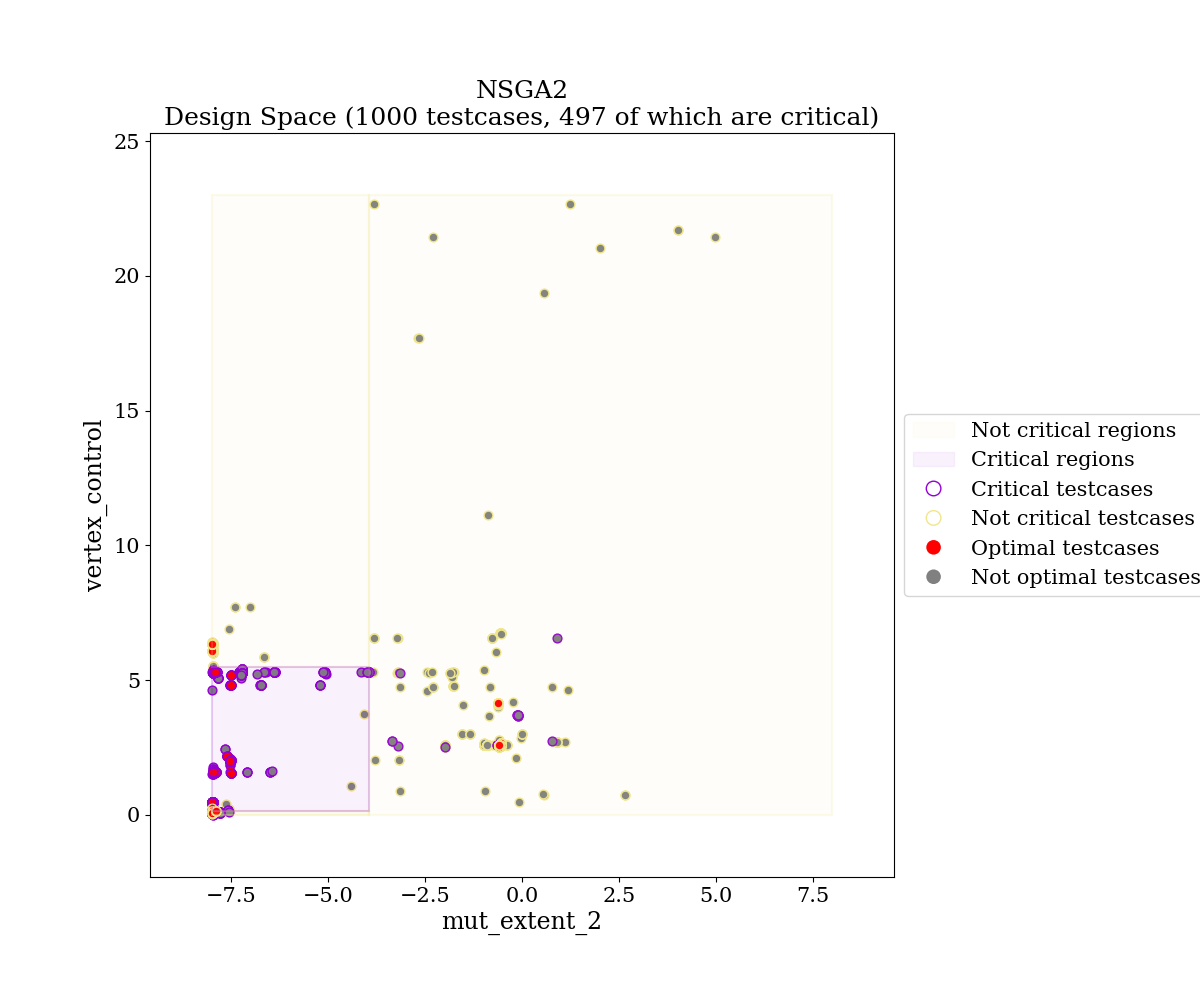 NSGA2
Design Space (1000 testcases, 497 of which are critical)
25
20
15
10
5
0
vertex_control
−7.5
−5.0
−2.5
0.0
2.5
5.0
7.5
mut_extent_2
Not critical regions
Critical regions
Critical testcases
Not critical testcases
Optimal testcases
Not optimal testcases